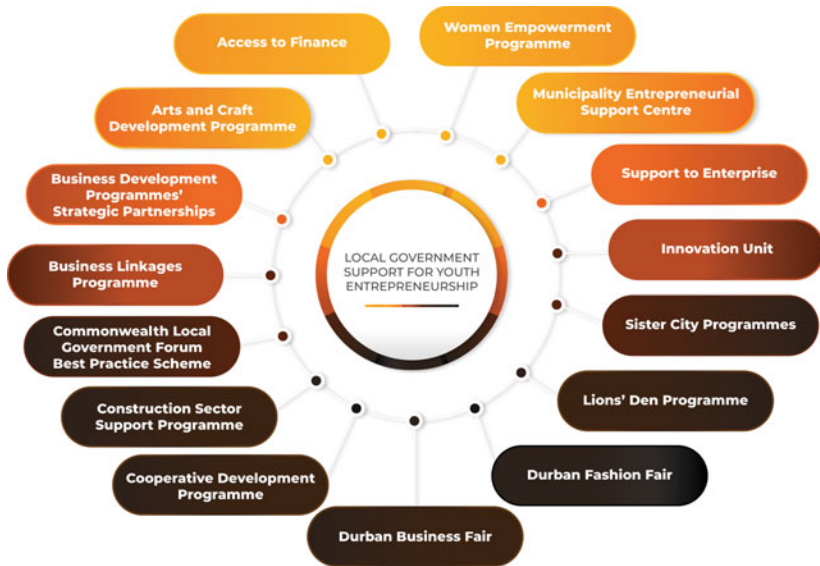 Access to Finance
Women Empowerment
Programme
Arts and Craft
Development Programme
Municipality Entrepreneurial
Support Centre
Business Development
Programmes’
Strategic Partnerships
Support to Enterprise
LOCAL GOVERNMENT
SUPPORT FOR YOUTH
ENTREPRENEURSHIP
Business Linkages
Programme
Innovation Unit
Commonwealth Local
Government Forum
Best Practice Scheme
Sister City Programmes
Construction Sector
Support Programme
Lions’ Den Programme
Cooperative Development
Programme
Durban Fashion Fair
Durban Business Fair